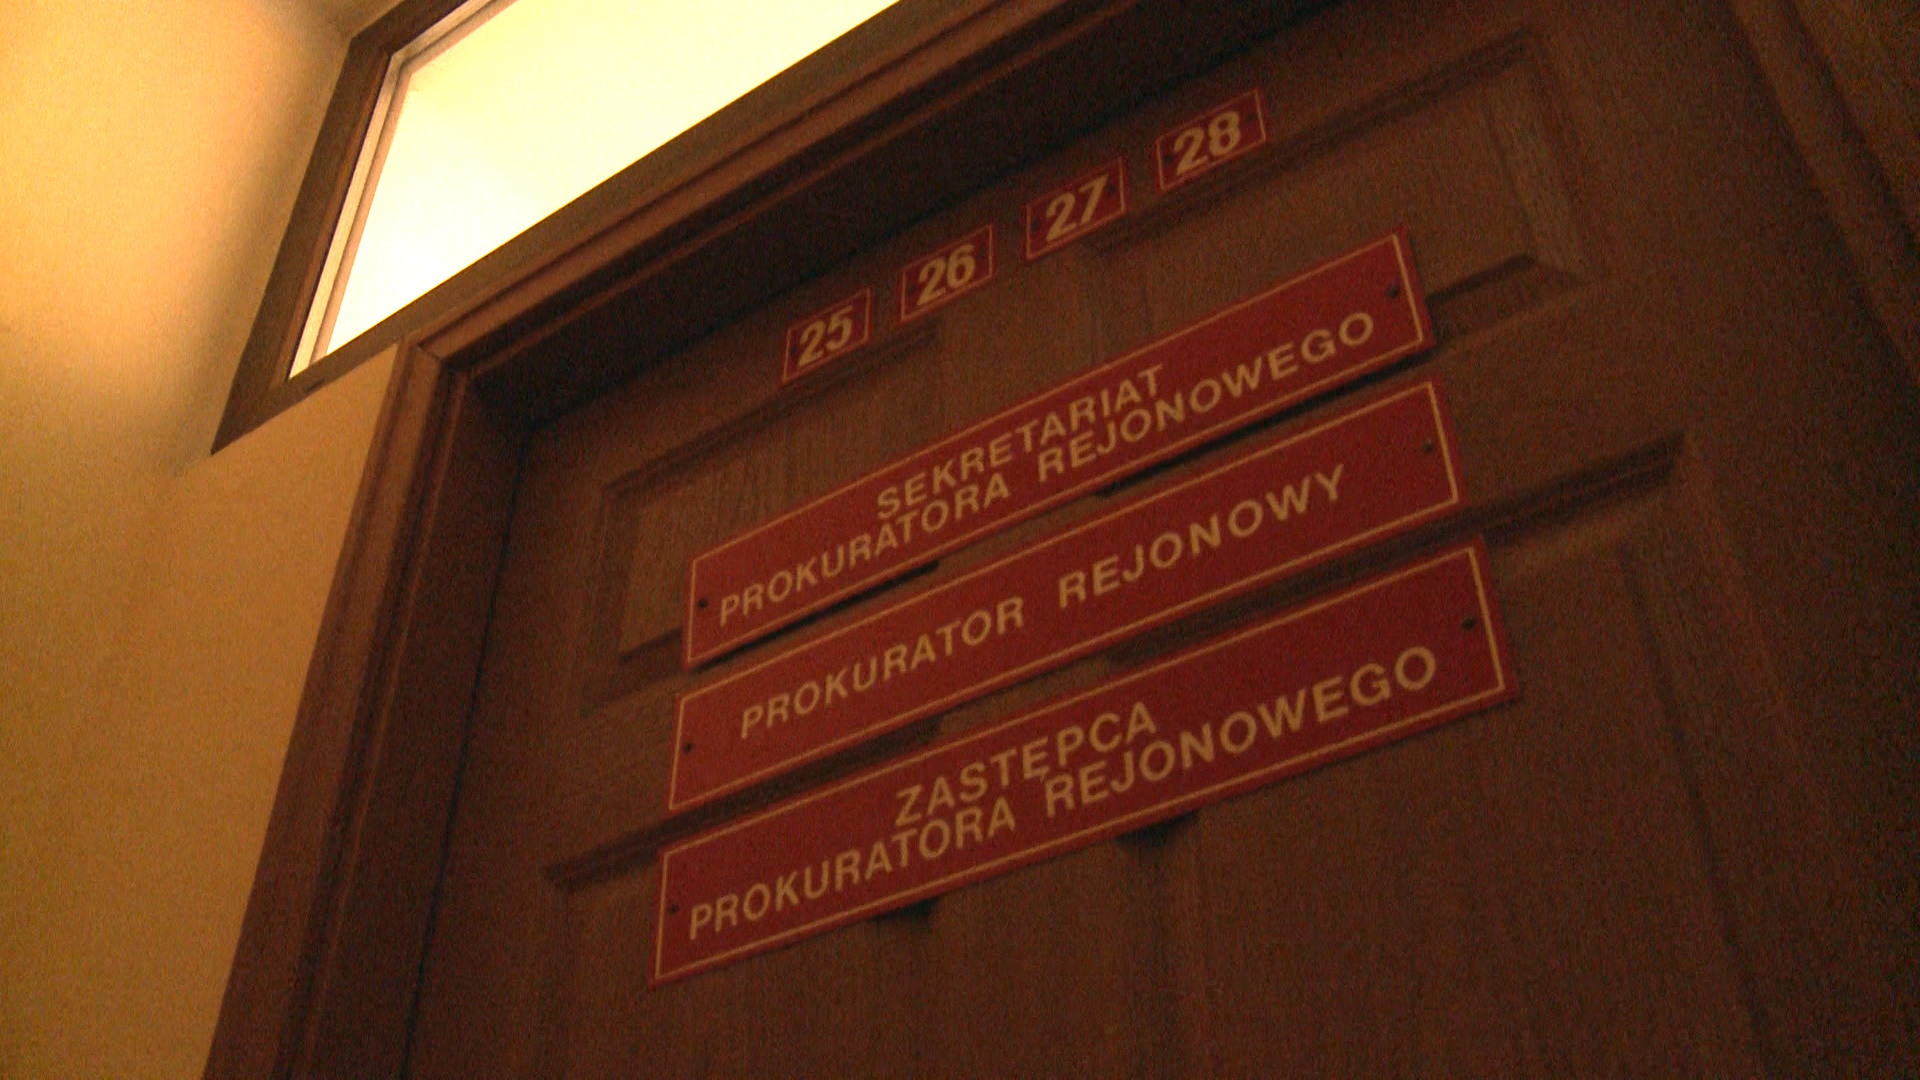 25 26 27 28
SEKRETARIAT
PROKURATORA REJONOWEGO
PROKURATOR REJONOWY
ZASTĘPCA
PROKURATORA REJONOWEGO